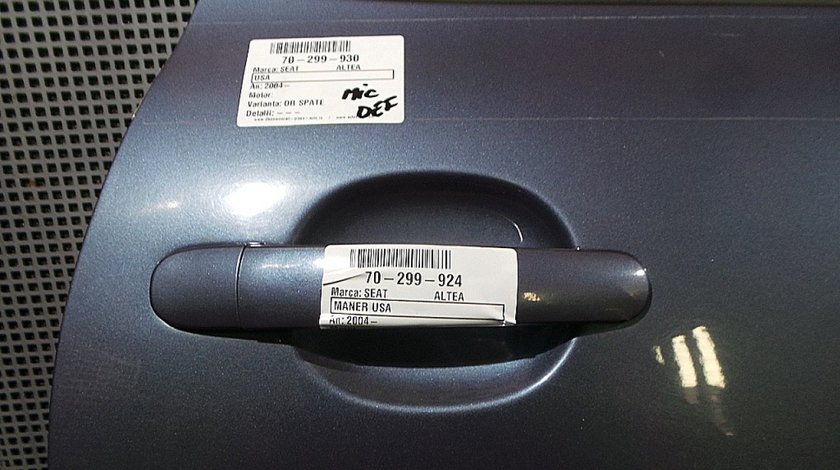 70-299-930
Marca: SEAT ALTEA
USA
An: 2004-
Motor:
Varianta: DR SPATE
Detalii: - - -
Mic
DEF
70-299-924
Marca: SEAT ALTEA
MANER USA
An: 2004-